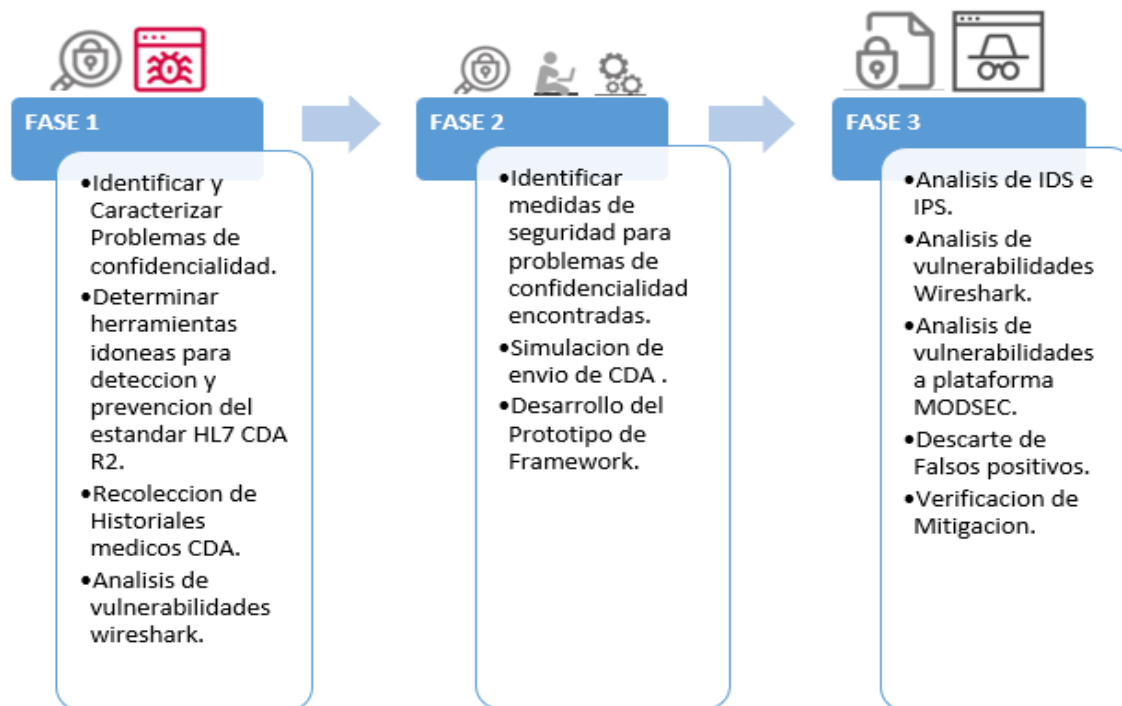 FASE 1
•Identificar y
Caracterizar
Problemas de
confidencialidad.
•Determinar
herramientas
idoneas para
deteccion y
prevencion del
estandar HL7 CDA
R2.
•Recoleccion de
Historiales
medicos CDA.
•Analisis de
vulnerabilidades
wireshark.
FASE 2
•Identificar
medidas de
seguridad para
problemas de
confidencialidad
encontradas.
•Simulacion de
envio de CDA .
•Desarrollo del
Prototipo de
Framework.
FASE 3
•Analisis de IDS e
IPS.
•Analisis de
vulnerabilidades
Wireshark.
•Analisis de
vulnerabilidades
a plataforma
MODSEC.
•Descarte de
Falsos positivos.
•Verificacion de
Mitigacion.